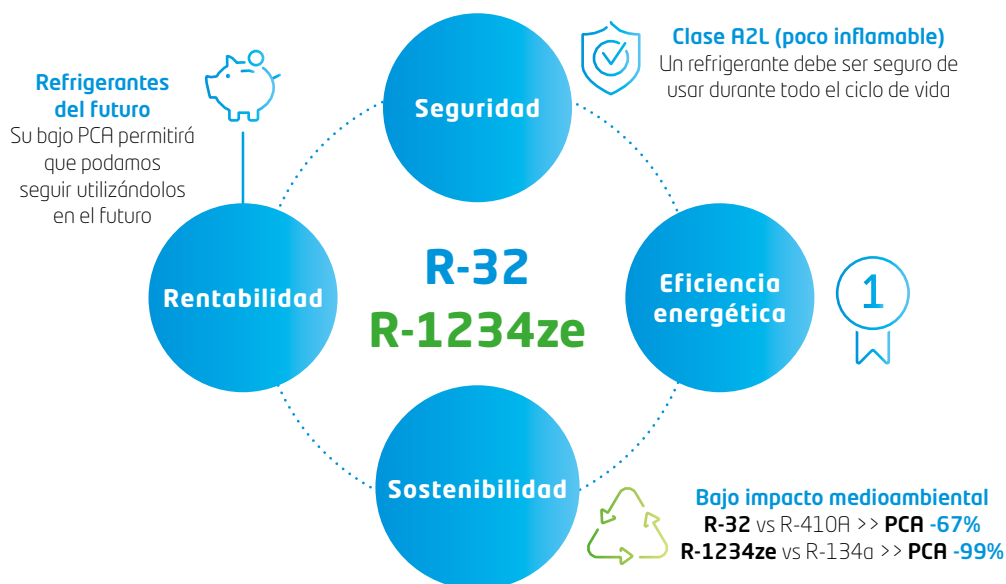 Clase A2L (poco inflamable)
Un refrigerante debe ser seguro de
usar durante todo el ciclo de vida
Refrigerantes
del futuro
Su bajo PCA permitirá
que podamos
seguir utilizándolos
en el futuro
Seguridad
Rentabilidad
R-32
R-1234ze
Eficiencia
energética
1
Sostenibilidad
Bajo impacto medioambiental
R-32 vs R-410A >> PCA -67%
R-1234ze vs R-134a >> PCA -99%